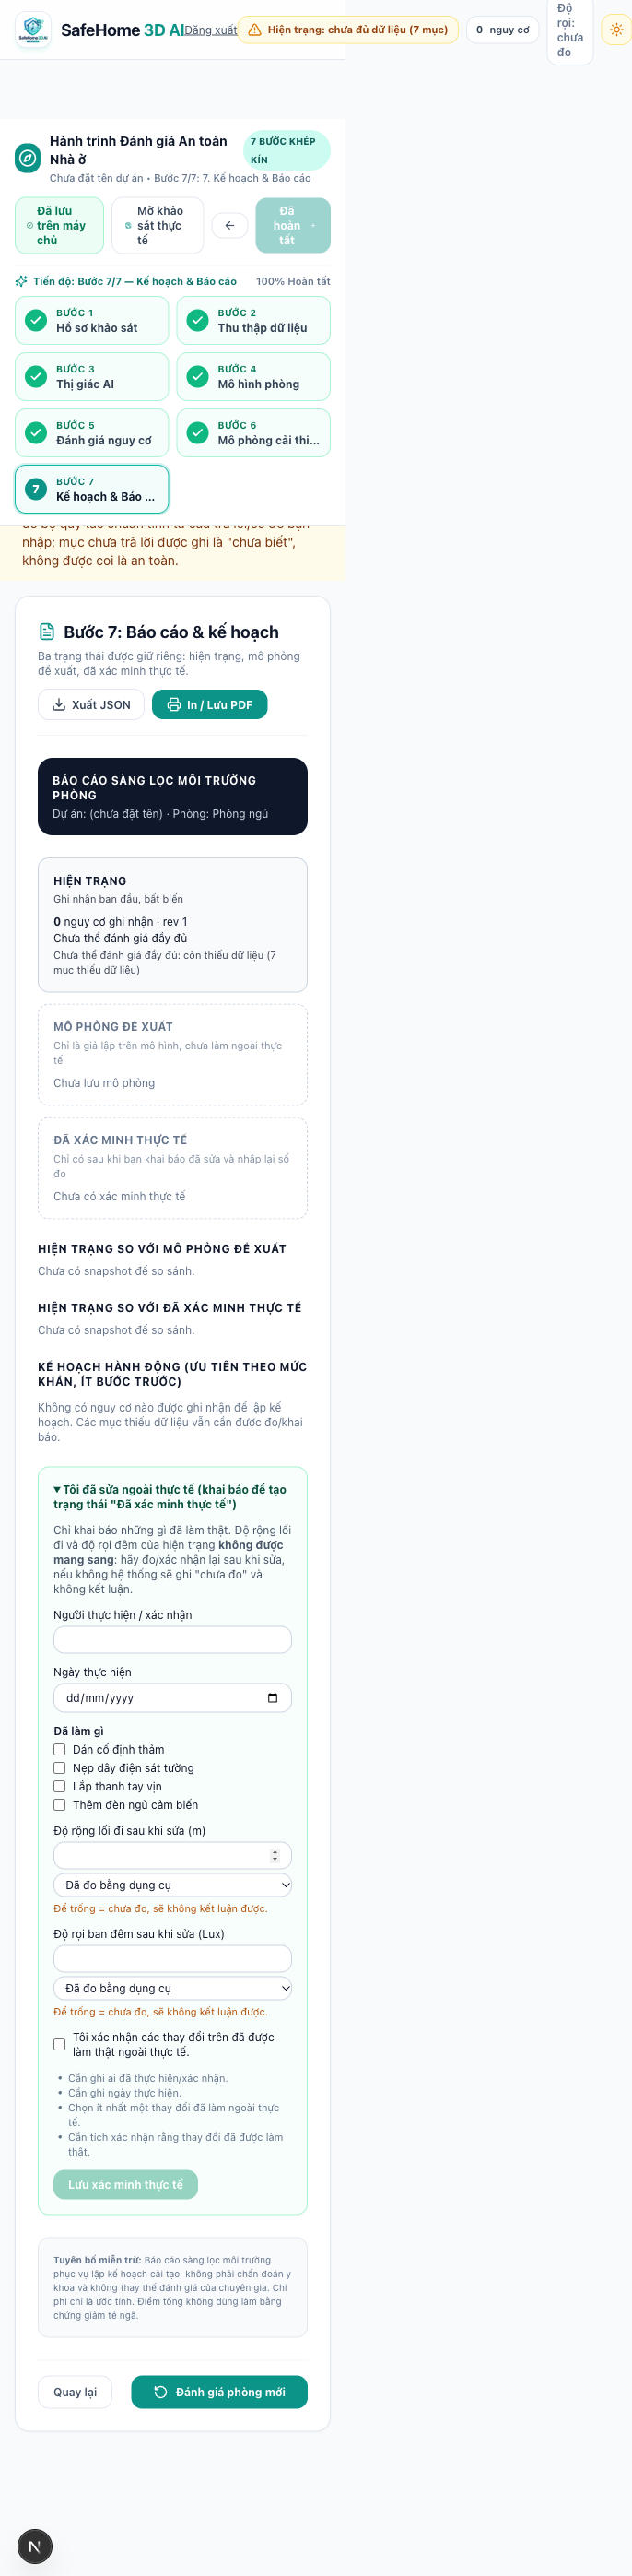 SafeHome 3D AI
Đăng xuất
Hiện trạng: chưa đủ dữ liệu (7 mục)
0 nguy cơ
Độ
rọi:
chưa
đo
Hành trình Đánh giá An toàn
Nhà ở
7 BƯỚC KHÉP
KÍN
Chưa đặt tên dự án • Bước 7/7: 7. Kế hoạch & Báo cáo
Đã lưu
trên máy
chủ
Mở khảo
sát thực
tế
←
Đã
hoàn
tất
→
Tiến độ: Bước 7/7 — Kế hoạch & Báo cáo
100% Hoàn tất
BƯỚC 1
Hồ sơ khảo sát
BƯỚC 2
Thu thập dữ liệu
BƯỚC 3
Thị giác AI
BƯỚC 4
Mô hình phòng
BƯỚC 5
Đánh giá nguy cơ
BƯỚC 6
Mô phỏng cải thi...
7
BƯỚC 7
Kế hoạch & Báo ...
do bộ quy tắc chuẩn tính từ câu trả lời/số đo bạn
nhập; mục chưa trả lời được ghi là "chưa biết",
không được coi là an toàn.
Bước 7: Báo cáo & kế hoạch
Ba trạng thái được giữ riêng: hiện trạng, mô phỏng
đề xuất, đã xác minh thực tế.
Xuất JSON
In / Lưu PDF
BÁO CÁO SÀNG LỌC MÔI TRƯỜNG
PHÒNG
Dự án: (chưa đặt tên) · Phòng: Phòng ngủ
HIỆN TRẠNG
Ghi nhận ban đầu, bất biến
0 nguy cơ ghi nhận · rev 1
Chưa thể đánh giá đầy đủ
Chưa thể đánh giá đầy đủ: còn thiếu dữ liệu (7
mục thiếu dữ liệu)
MÔ PHỎNG ĐỀ XUẤT
Chỉ là giả lập trên mô hình, chưa làm ngoài thực
tế
Chưa lưu mô phỏng
ĐÃ XÁC MINH THỰC TẾ
Chỉ có sau khi bạn khai báo đã sửa và nhập lại số
đo
Chưa có xác minh thực tế
HIỆN TRẠNG SO VỚI MÔ PHỎNG ĐỀ XUẤT
Chưa có snapshot để so sánh.
HIỆN TRẠNG SO VỚI ĐÃ XÁC MINH THỰC TẾ
Chưa có snapshot để so sánh.
KẾ HOẠCH HÀNH ĐỘNG (ƯU TIÊN THEO MỨC
KHẨN, ÍT BƯỚC TRƯỚC)
Không có nguy cơ nào được ghi nhận để lập kế
hoạch. Các mục thiếu dữ liệu vẫn cần được đo/khai
báo.
▼Tôi đã sửa ngoài thực tế (khai báo để tạo
trạng thái "Đã xác minh thực tế")
Chỉ khai báo những gì đã làm thật. Độ rộng lối
đi và độ rọi đêm của hiện trạng không được
mang sang: hãy đo/xác nhận lại sau khi sửa,
nếu không hệ thống sẽ ghi "chưa đo" và
không kết luận.
Người thực hiện / xác nhận
Ngày thực hiện
dd/mm/yyyy
Đã làm gì
Dán cố định thảm
Nẹp dây điện sát tường
Lắp thanh tay vịn
Thêm đèn ngủ cảm biến
Độ rộng lối đi sau khi sửa (m)
Đã đo bằng dụng cụ
Để trống = chưa đo, sẽ không kết luận được.
Độ rọi ban đêm sau khi sửa (Lux)
Đã đo bằng dụng cụ
Để trống = chưa đo, sẽ không kết luận được.
Tôi xác nhận các thay đổi trên đã được
làm thật ngoài thực tế.
• Cần ghi ai đã thực hiện/xác nhận.
• Cần ghi ngày thực hiện.
• Chọn ít nhất một thay đổi đã làm ngoài thực
tế.
• Cần tích xác nhận rằng thay đổi đã được làm
thật.
Lưu xác minh thực tế
Tuyên bố miễn trừ: Báo cáo sàng lọc môi trường
phục vụ lập kế hoạch cải tạo, không phải chẩn đoán y
khoa và không thay thế đánh giá của chuyên gia. Chi
phí chỉ là ước tính. Điểm tổng không dùng làm bằng
chứng giảm té ngã.
Quay lại
Đánh giá phòng mới
N